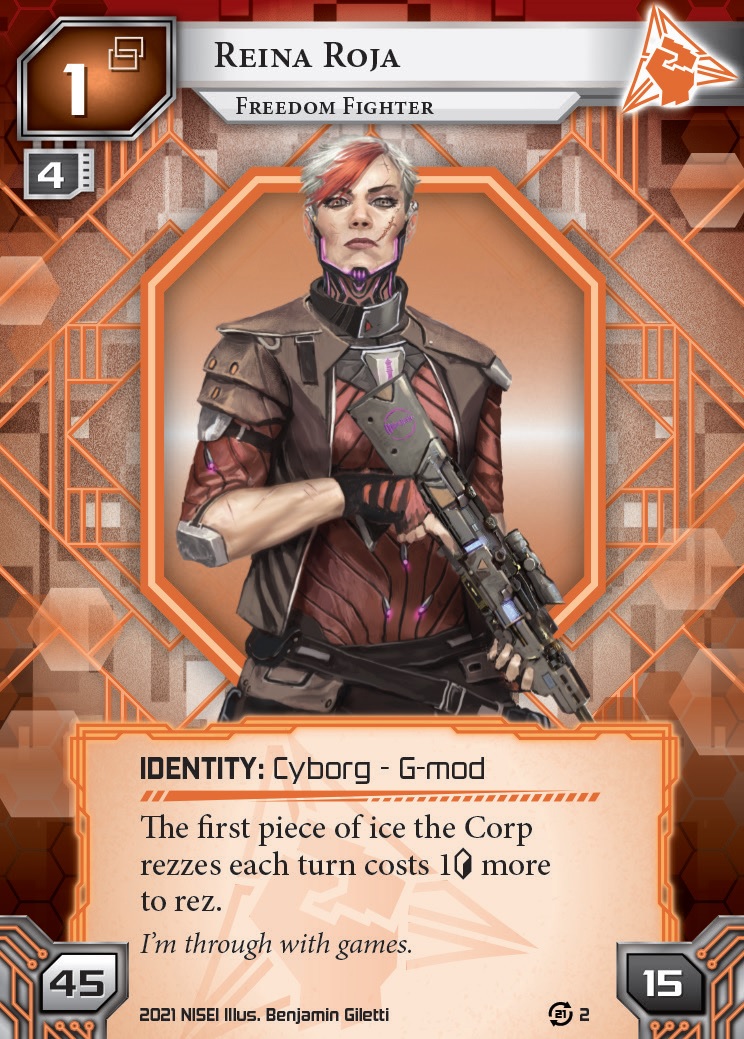 1
Reina Roja
Freedom Fighter
4
IDENTITY: Cyborg - G-mod
The first piece of ice the Corp
rezzes each turn costs 1 more
to rez.
I'm through with games.
45
15
2021 NISEI Illus. Benjamin Giletti
21 2